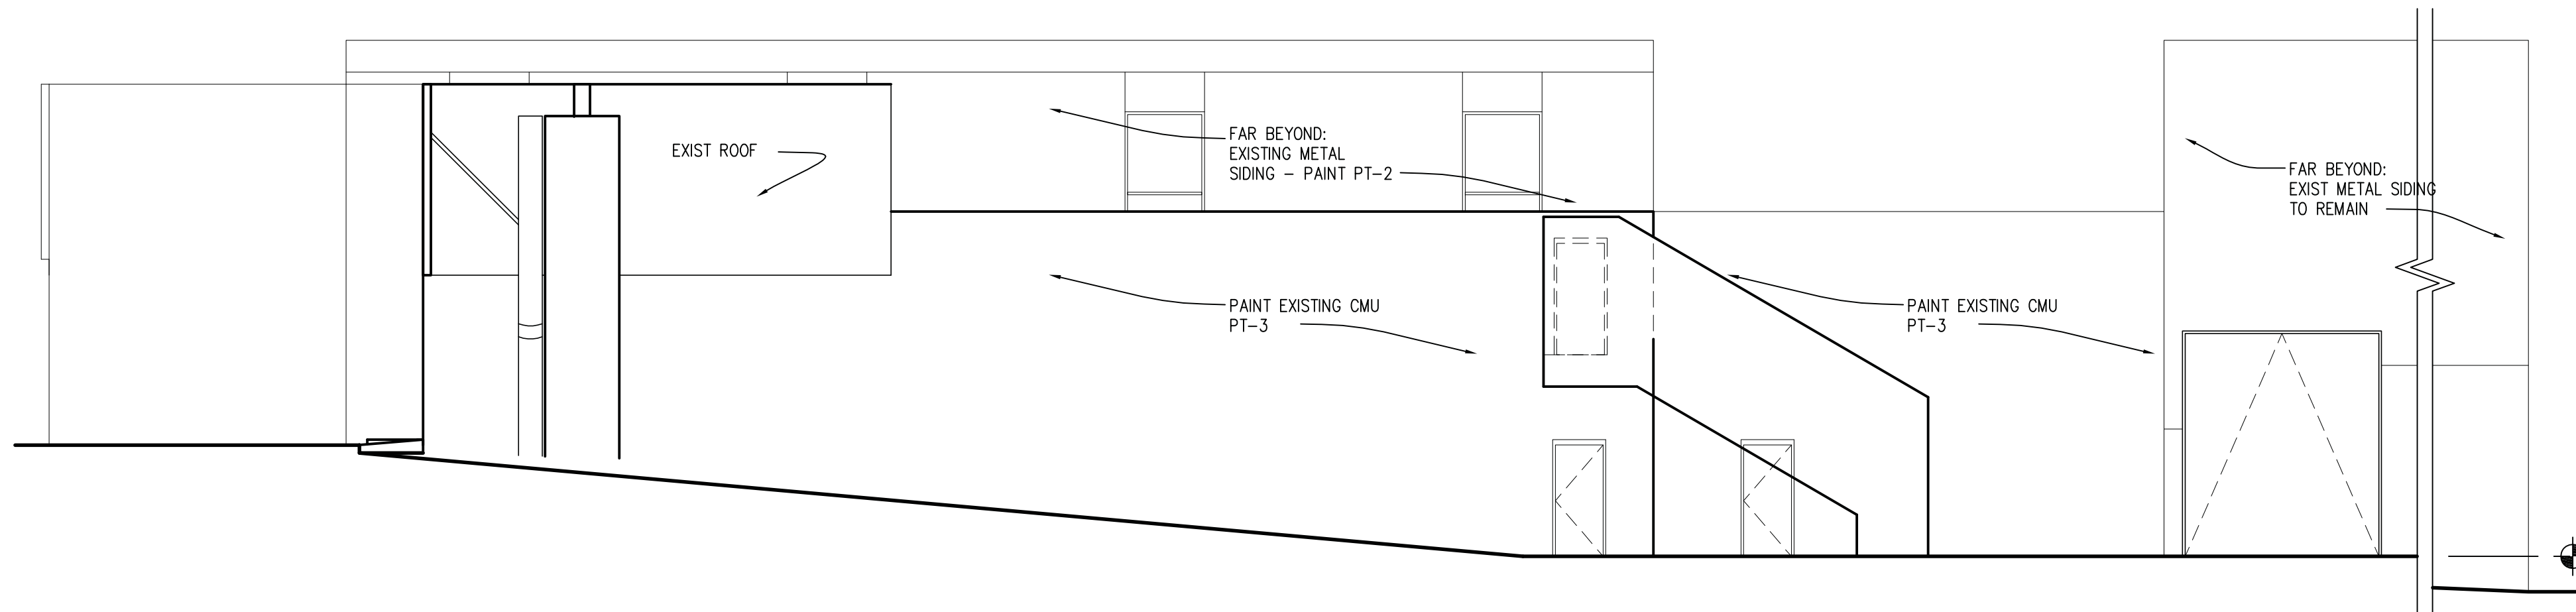 EXIST ROOF
FAR BEYOND:
EXISTING METAL
SIDING – PAINT PT–2
FAR BEYOND:
EXIST METAL SIDING
TO REMAIN
PAINT EXISTING CMU
PT–3
PAINT EXISTING CMU
PT–3